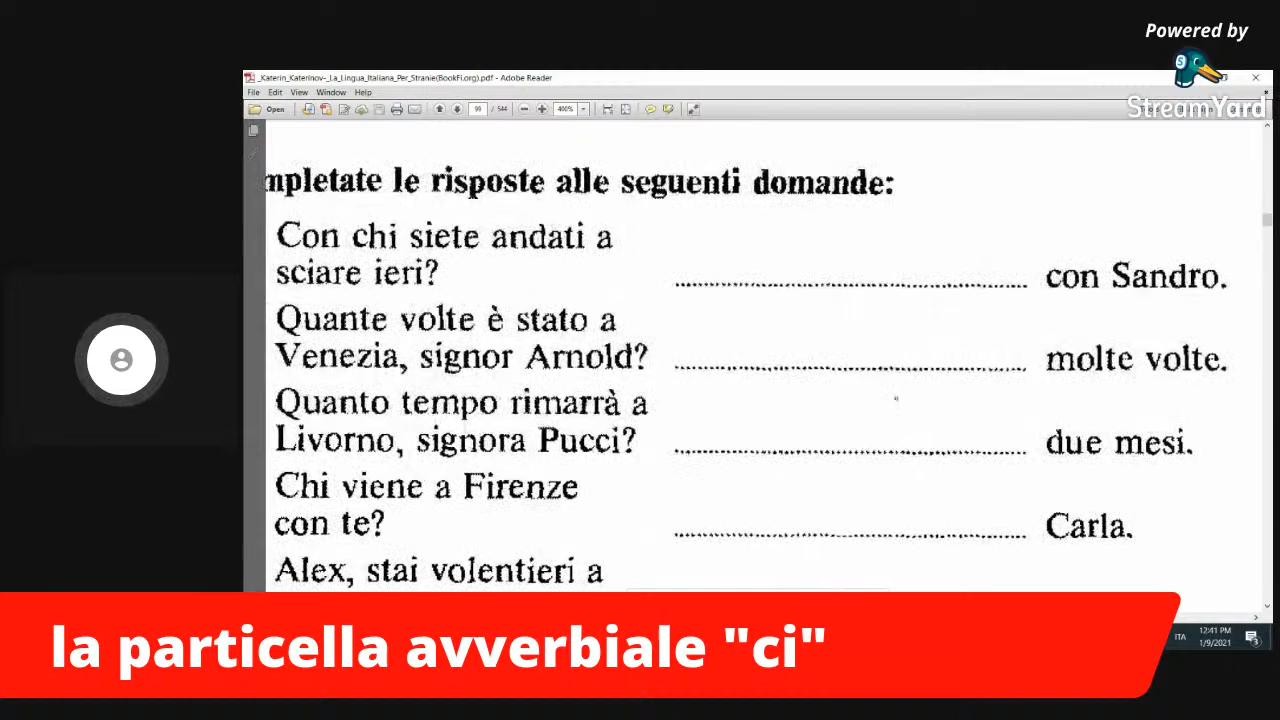 Powered by
StreamYard
_Katerin_Katerinov-_La_Lingua_Italiana_Per_Stranie(BookFi.org).pdf - Adobe Reader
File Edit View Window Help
Open 99 / 544 400%
mpletate le risposte alle seguenti domande:
Con chi siete andati a
sciare ieri? con Sandro.
Quante volte è stato a
Venezia, signor Arnold? molte volte.
Quanto tempo rimarrà a
Livorno, signora Pucci? due mesi.
Chi viene a Firenze
con te? Carla.
Alex, stai volentieri a
la particella avverbiale "ci"
ITA 12:41 PM
1/9/2021